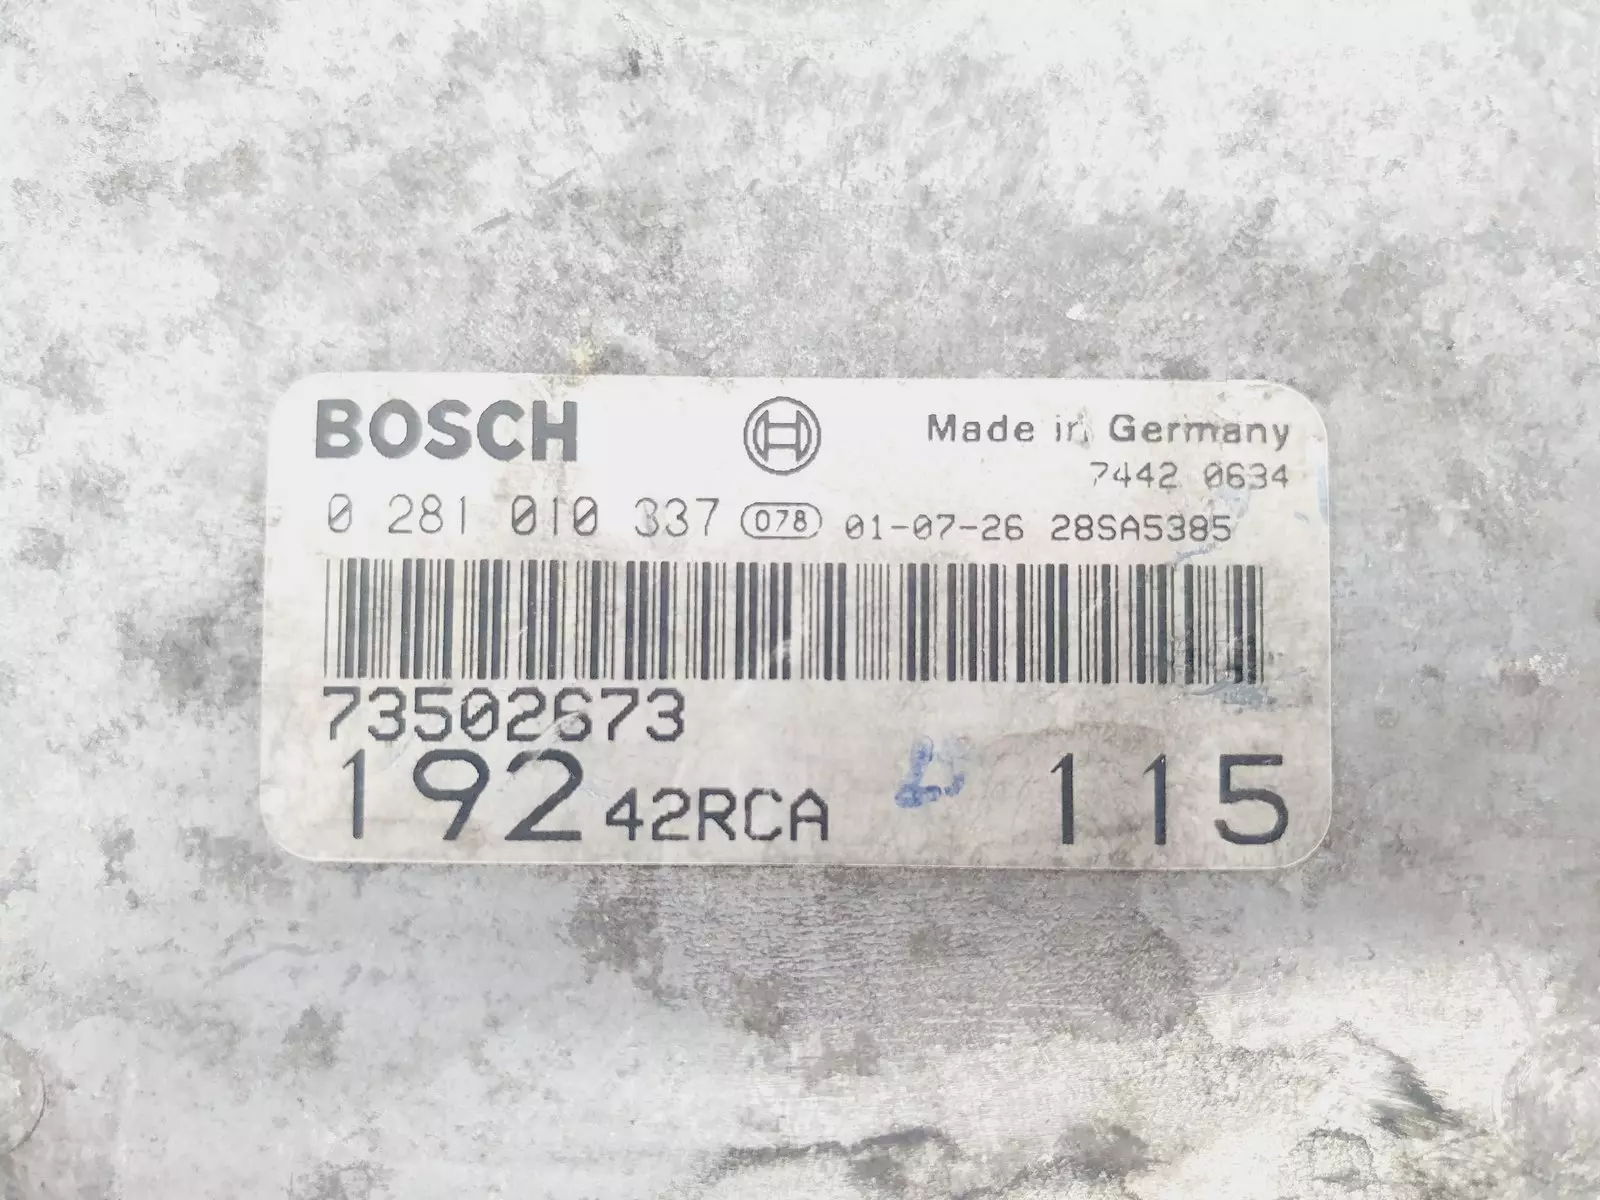 BOSCH
Made in Germany
7442 0634
0 281 010 337 078 01-07-26 28SA5385
73502673
192 42RCA 115